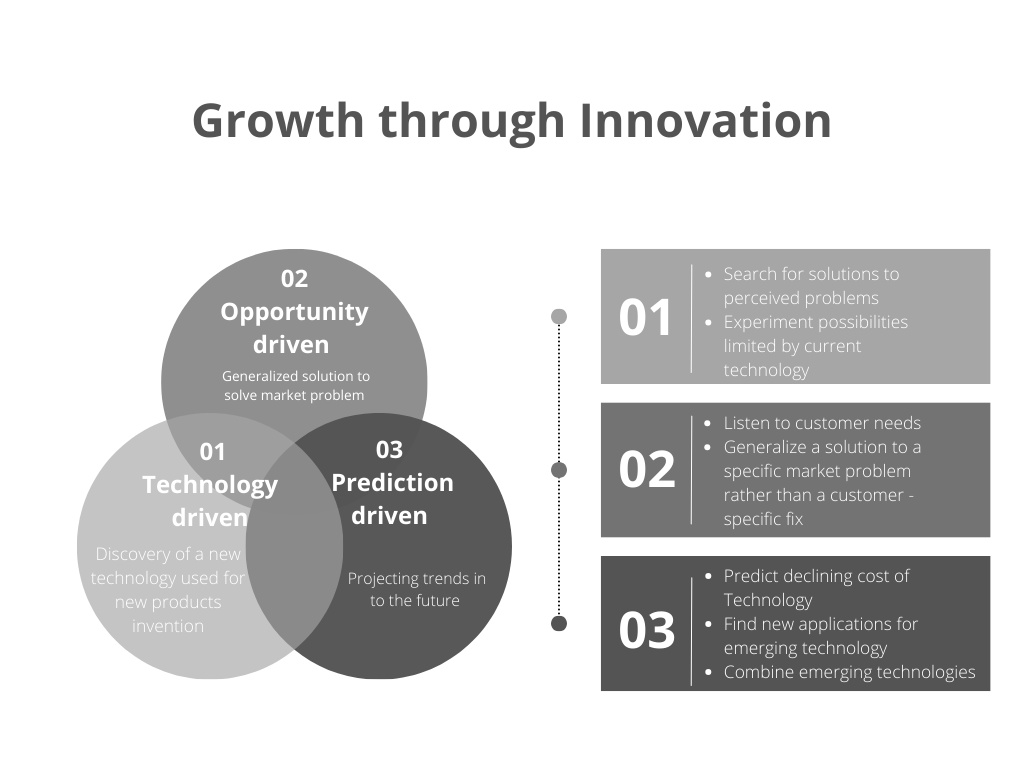 Growth through Innovation
02
Opportunity
driven
Generalized solution to
solve market problem
01
Technology
driven
Discovery of a new
technology used for
new products
invention
03
Prediction
driven
Projecting trends in
to the future
01
• Search for solutions to
perceived problems
• Experiment possibilities
limited by current
technology
02
• Listen to customer needs
• Generalize a solution to a
specific market problem
rather than a customer -
specific fix
03
• Predict declining cost of
Technology
• Find new applications for
emerging technology
• Combine emerging technologies